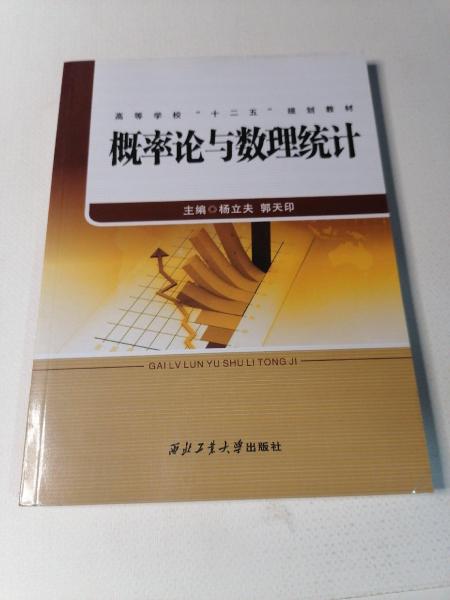 高等学校“十二五”规划教材
概率论与数理统计
主编◎杨立夫 郭天印
GAI LV LUN YU SHU LI TONG JI
西北工业大学出版社